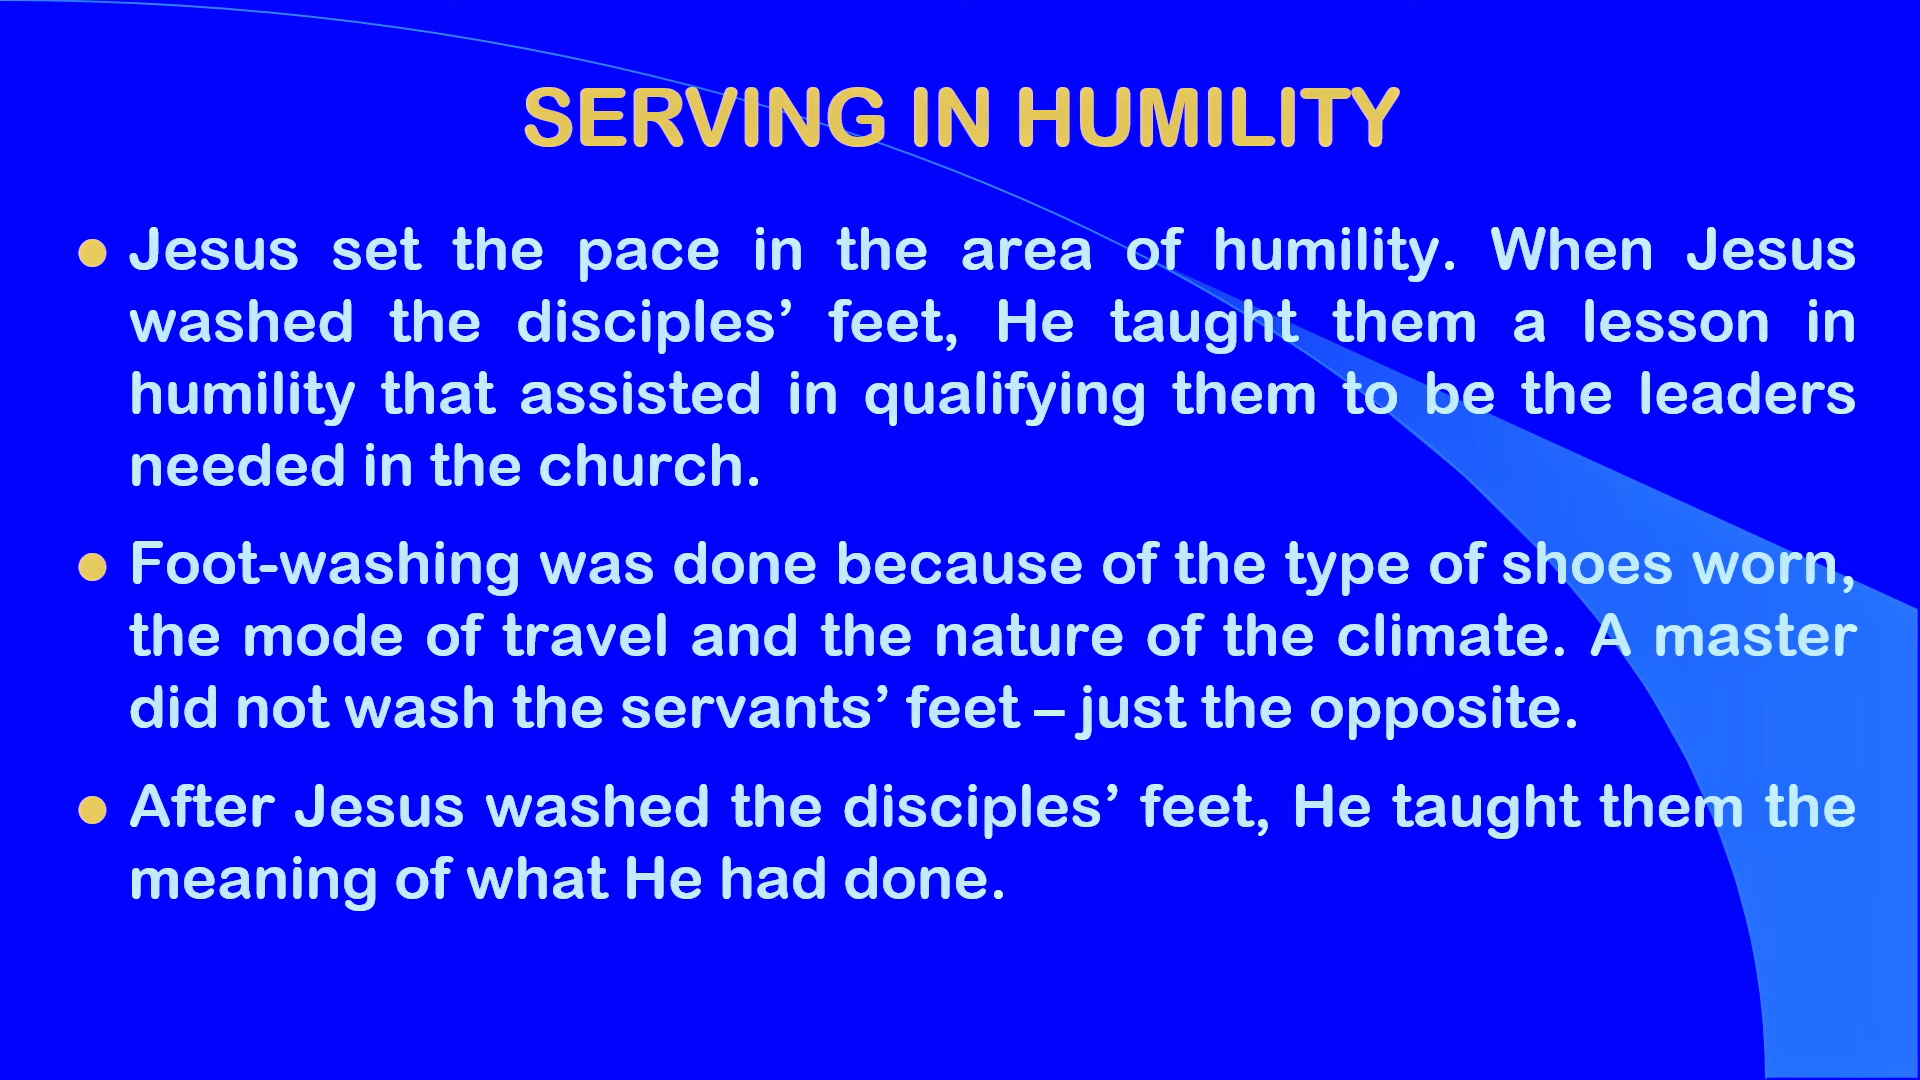 SERVING IN HUMILITY
● Jesus set the pace in the area of humility. When Jesus
washed the disciples’ feet, He taught them a lesson in
humility that assisted in qualifying them to be the leaders
needed in the church.
● Foot-washing was done because of the type of shoes worn,
the mode of travel and the nature of the climate. A master
did not wash the servants’ feet – just the opposite.
● After Jesus washed the disciples’ feet, He taught them the
meaning of what He had done.